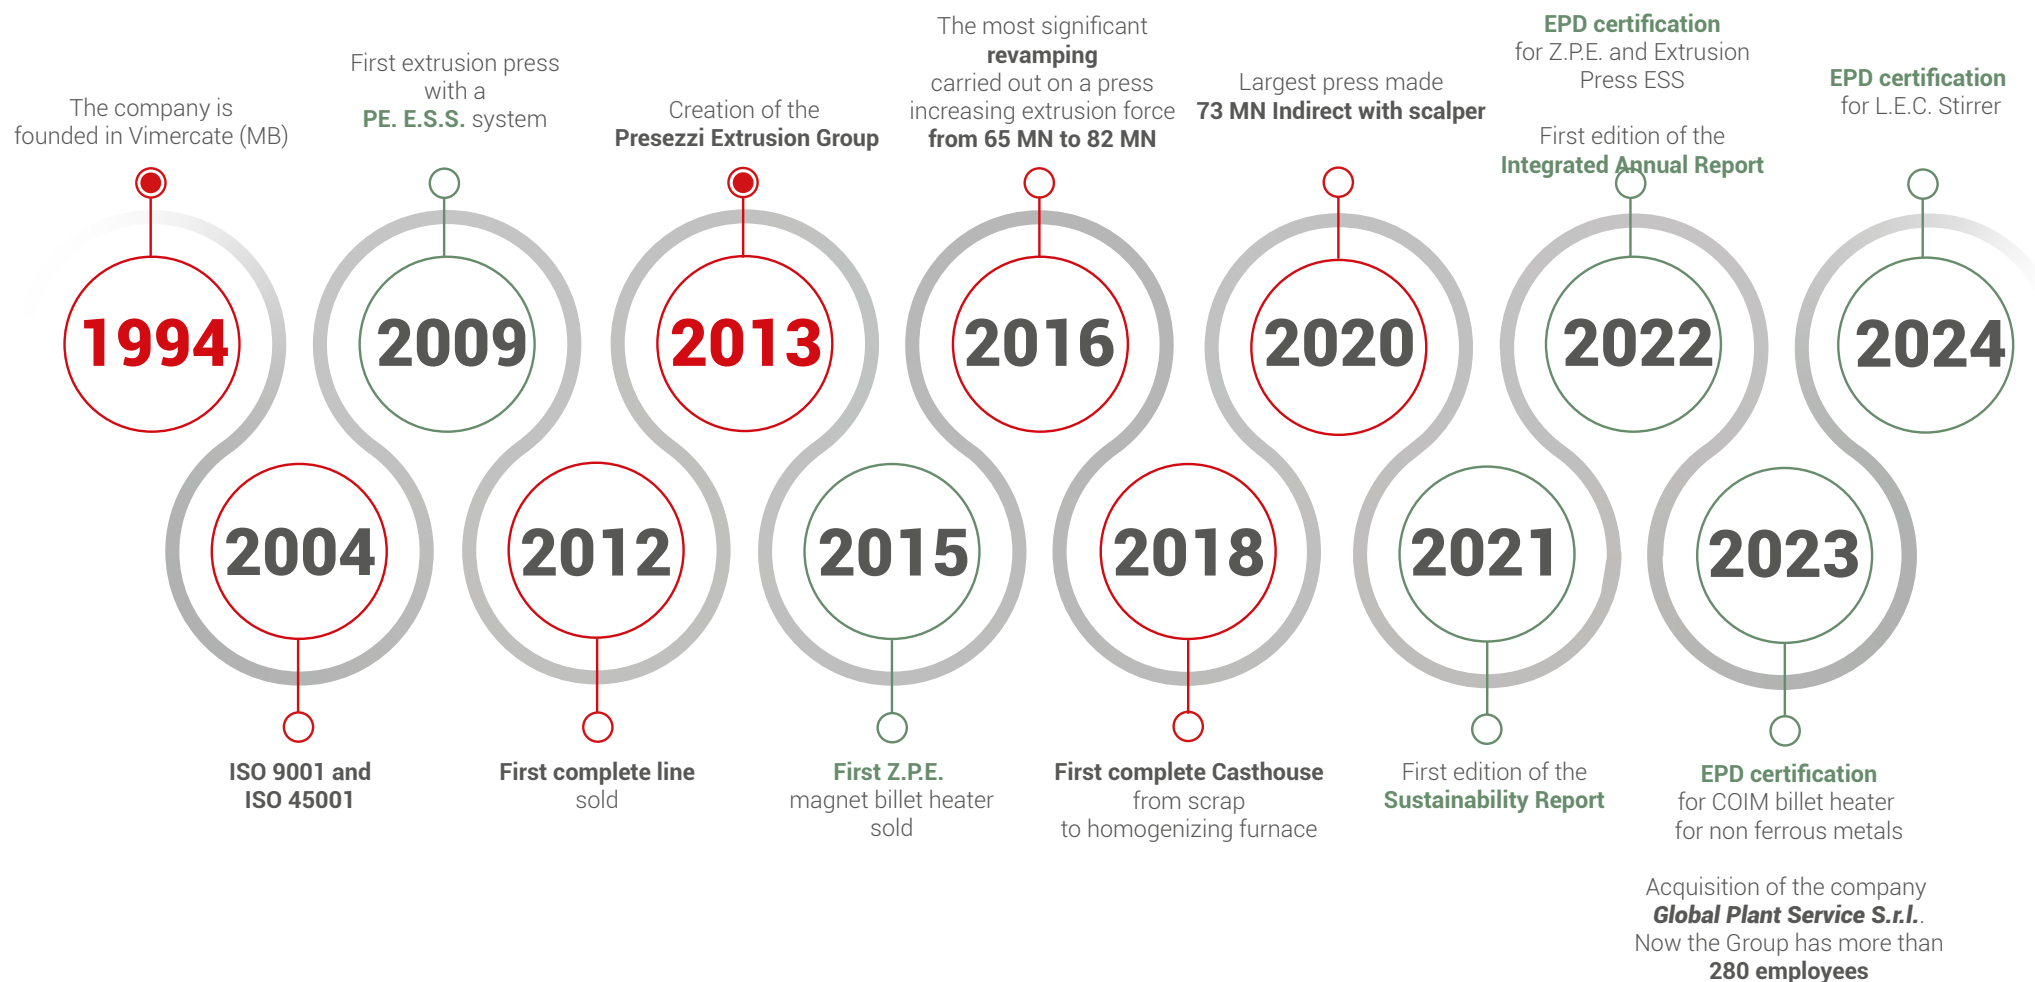 The company is
founded in Vimercate (MB)
1994
2004
ISO 9001 and
ISO 45001
First extrusion press
with a
PE. E.S.S. system
2009
2012
First complete line
sold
Creation of the
Presezzi Extrusion Group
2013
2015
First Z.P.E.
magnet billet heater
sold
The most significant
revamping
carried out on a press
increasing extrusion force
from 65 MN to 82 MN
2016
2018
First complete Casthouse
from scrap
to homogenizing furnace
Largest press made
73 MN Indirect with scalper
2020
2021
First edition of the
Sustainability Report
EPD certification
for Z.P.E. and Extrusion
Press ESS
First edition of the
Integrated Annual Report
2022
2023
EPD certification
for COIM billet heater
for non ferrous metals
Acquisition of the company
Global Plant Service S.r.l..
Now the Group has more than
280 employees
EPD certification
for L.E.C. Stirrer
2024